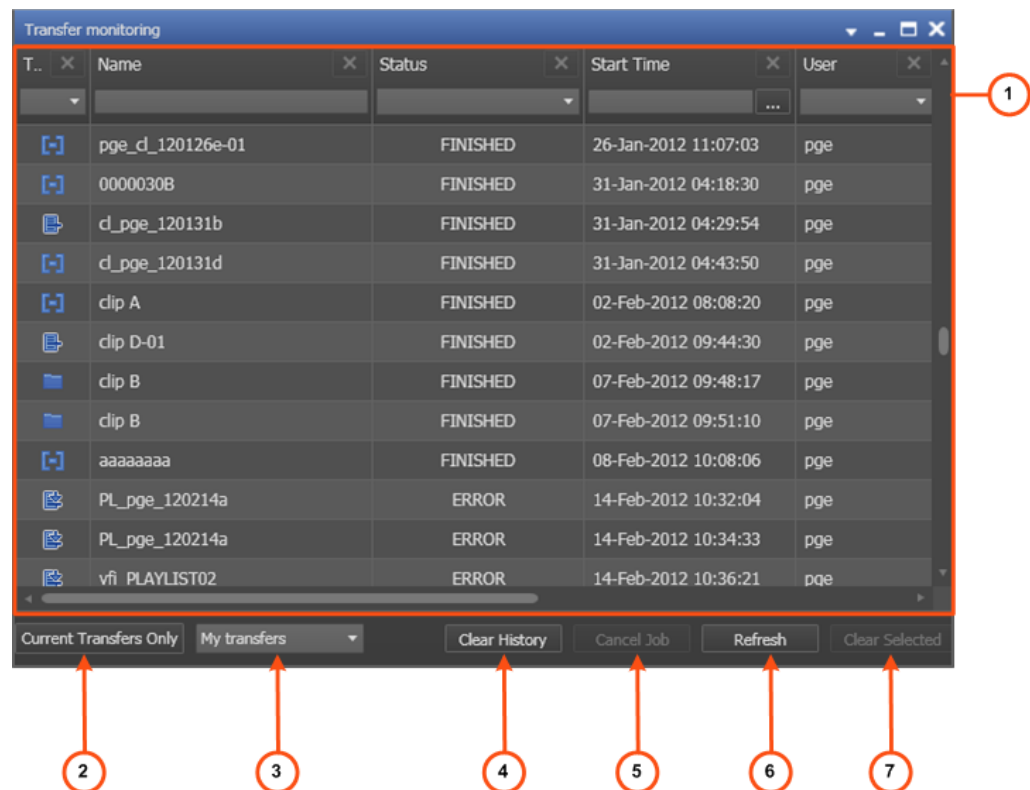 Transfer monitoring
T.. Name Status Start Time User
...
1
pge_cl_120126e-01 FINISHED 26-Jan-2012 11:07:03 pge
0000030B FINISHED 31-Jan-2012 04:18:30 pge
cl_pge_120131b FINISHED 31-Jan-2012 04:29:54 pge
cl_pge_120131d FINISHED 31-Jan-2012 04:43:50 pge
clip A FINISHED 02-Feb-2012 08:08:20 pge
clip D-01 FINISHED 02-Feb-2012 09:44:30 pge
clip B FINISHED 07-Feb-2012 09:48:17 pge
clip B FINISHED 07-Feb-2012 09:51:10 pge
aaaaaaaa FINISHED 08-Feb-2012 10:08:06 pge
PL_pge_120214a ERROR 14-Feb-2012 10:32:04 pge
PL_pge_120214a ERROR 14-Feb-2012 10:34:33 pge
vfi_PLAYLIST02 ERROR 14-Feb-2012 10:36:21 pge
Current Transfers Only My transfers Clear History Cancel Job Refresh Clear Selected
2 3 4 5 6 7